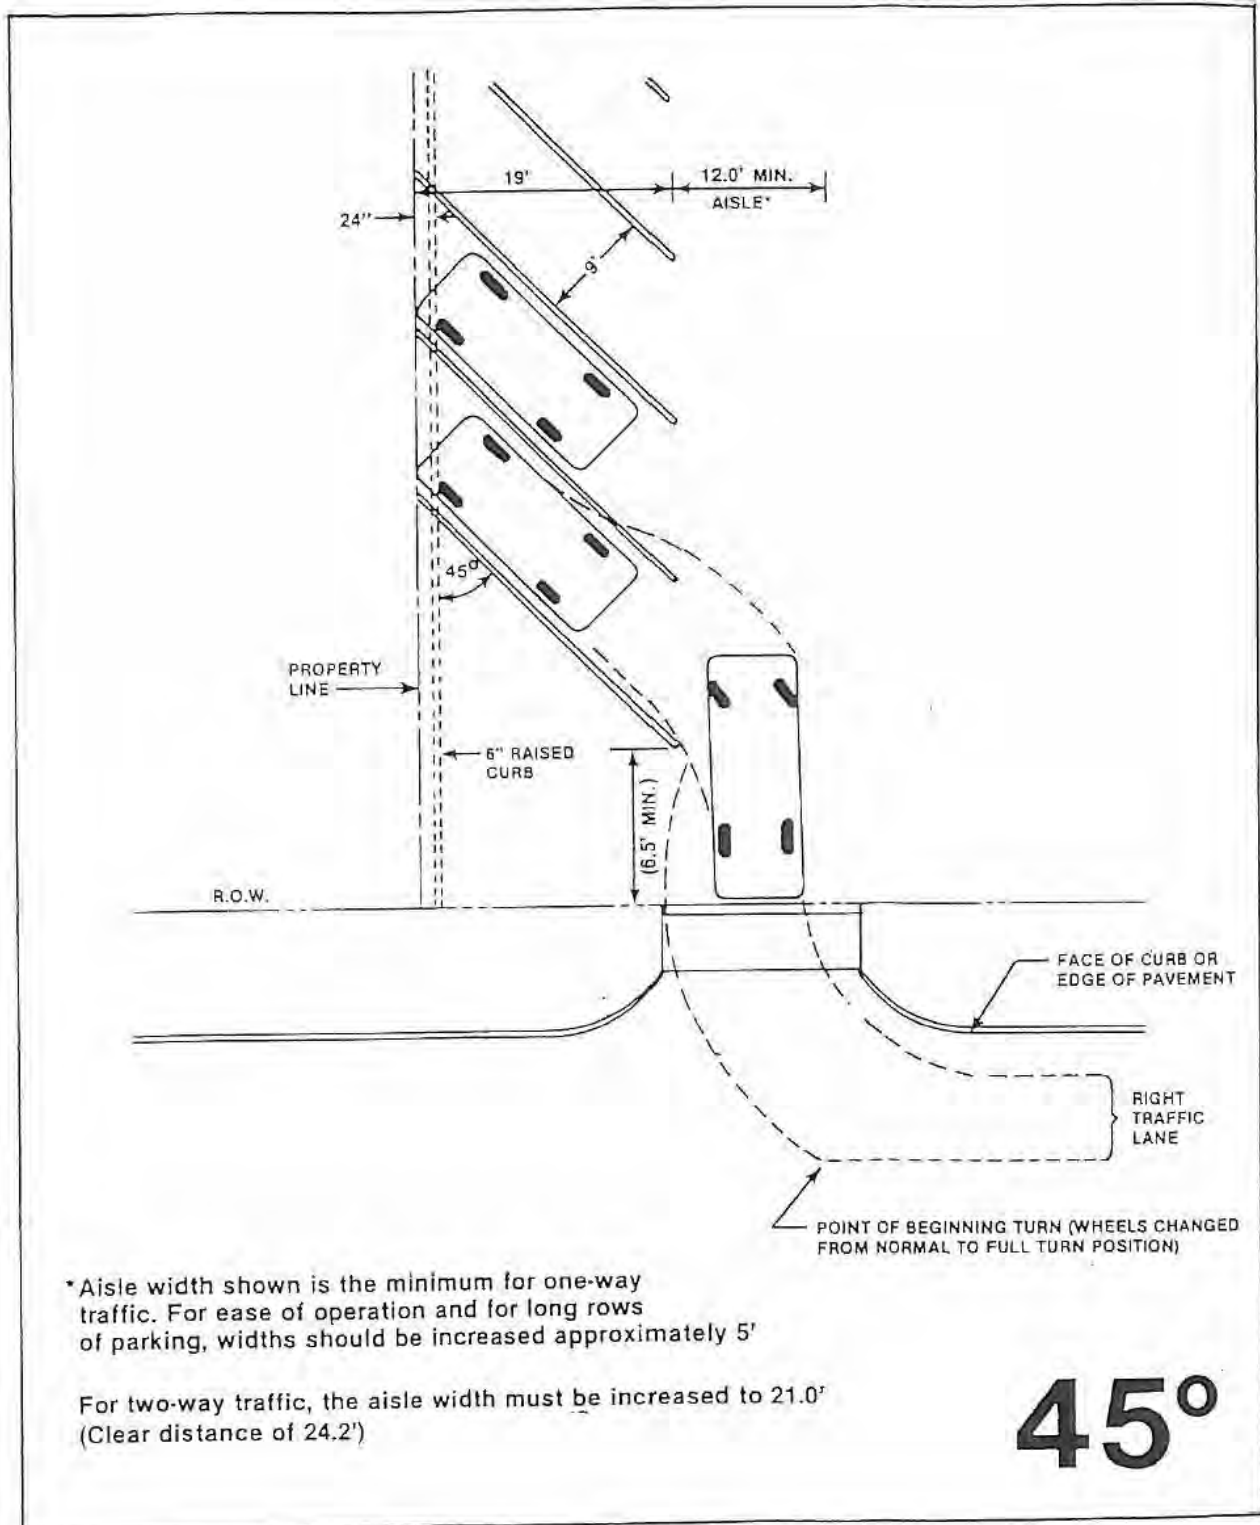 19'
12.0' MIN.
AISLE*
24"
9'
45°
PROPERTY
LINE
6" RAISED
CURB
(6.5' MIN.)
R.O.W.
FACE OF CURB OR
EDGE OF PAVEMENT
RIGHT
TRAFFIC
LANE
POINT OF BEGINNING TURN (WHEELS CHANGED
FROM NORMAL TO FULL TURN POSITION)
*Aisle width shown is the minimum for one-way
traffic. For ease of operation and for long rows
of parking, widths should be increased approximately 5'
For two-way traffic, the aisle width must be increased to 21.0'
(Clear distance of 24.2')
45°